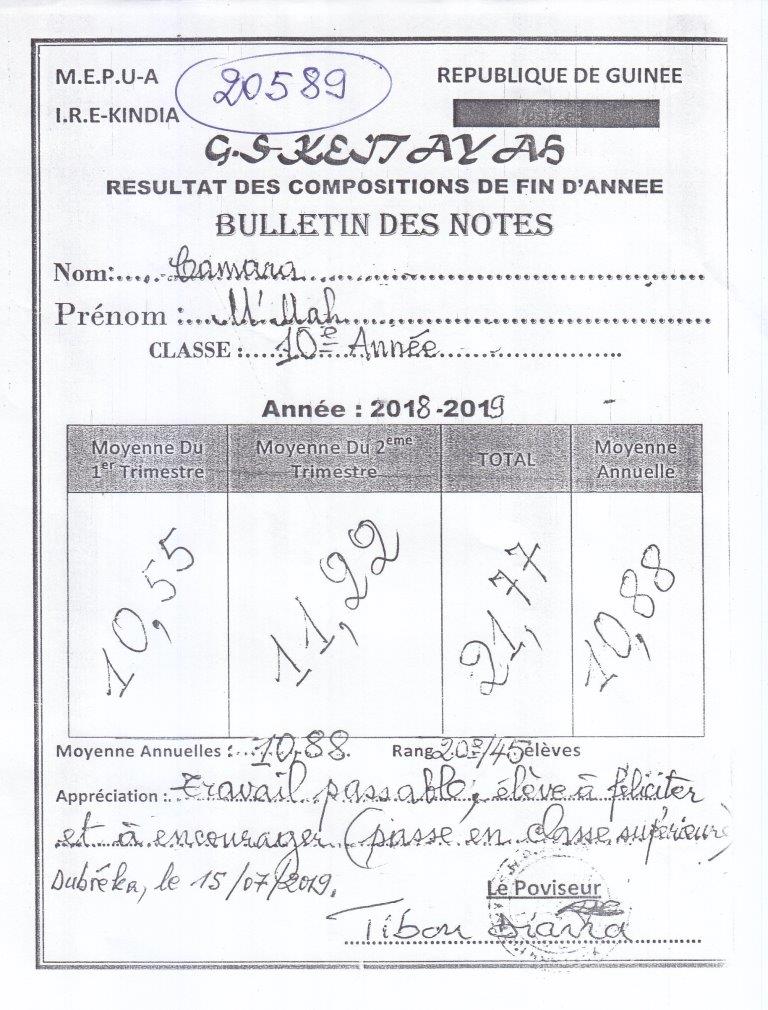 M.E.P.U-A
20589
REPUBLIQUE DE GUINEE
I.R.E-KINDIA
G.S KEITAYAS
RESULTAT DES COMPOSITIONS DE FIN D'ANNEE
BULLETIN DES NOTES
Nom: Camara
Prénom : M'Mah
CLASSE : 10e Année
Année : 2018-2019
Moyenne Du 1er Trimestre
Moyenne Du 2eme Trimestre
TOTAL
Moyenne Annuelle
10,55
11,22
21,77
10,88
Moyenne Annuelles : 10,88 Rang 20e/45 élèves
Appréciation : travail passable, élève à féliciter
et à encourager (passe en classe supérieure)
Dubréka, le 15/07/2019.
Le Poviseur
Tibou Diarra